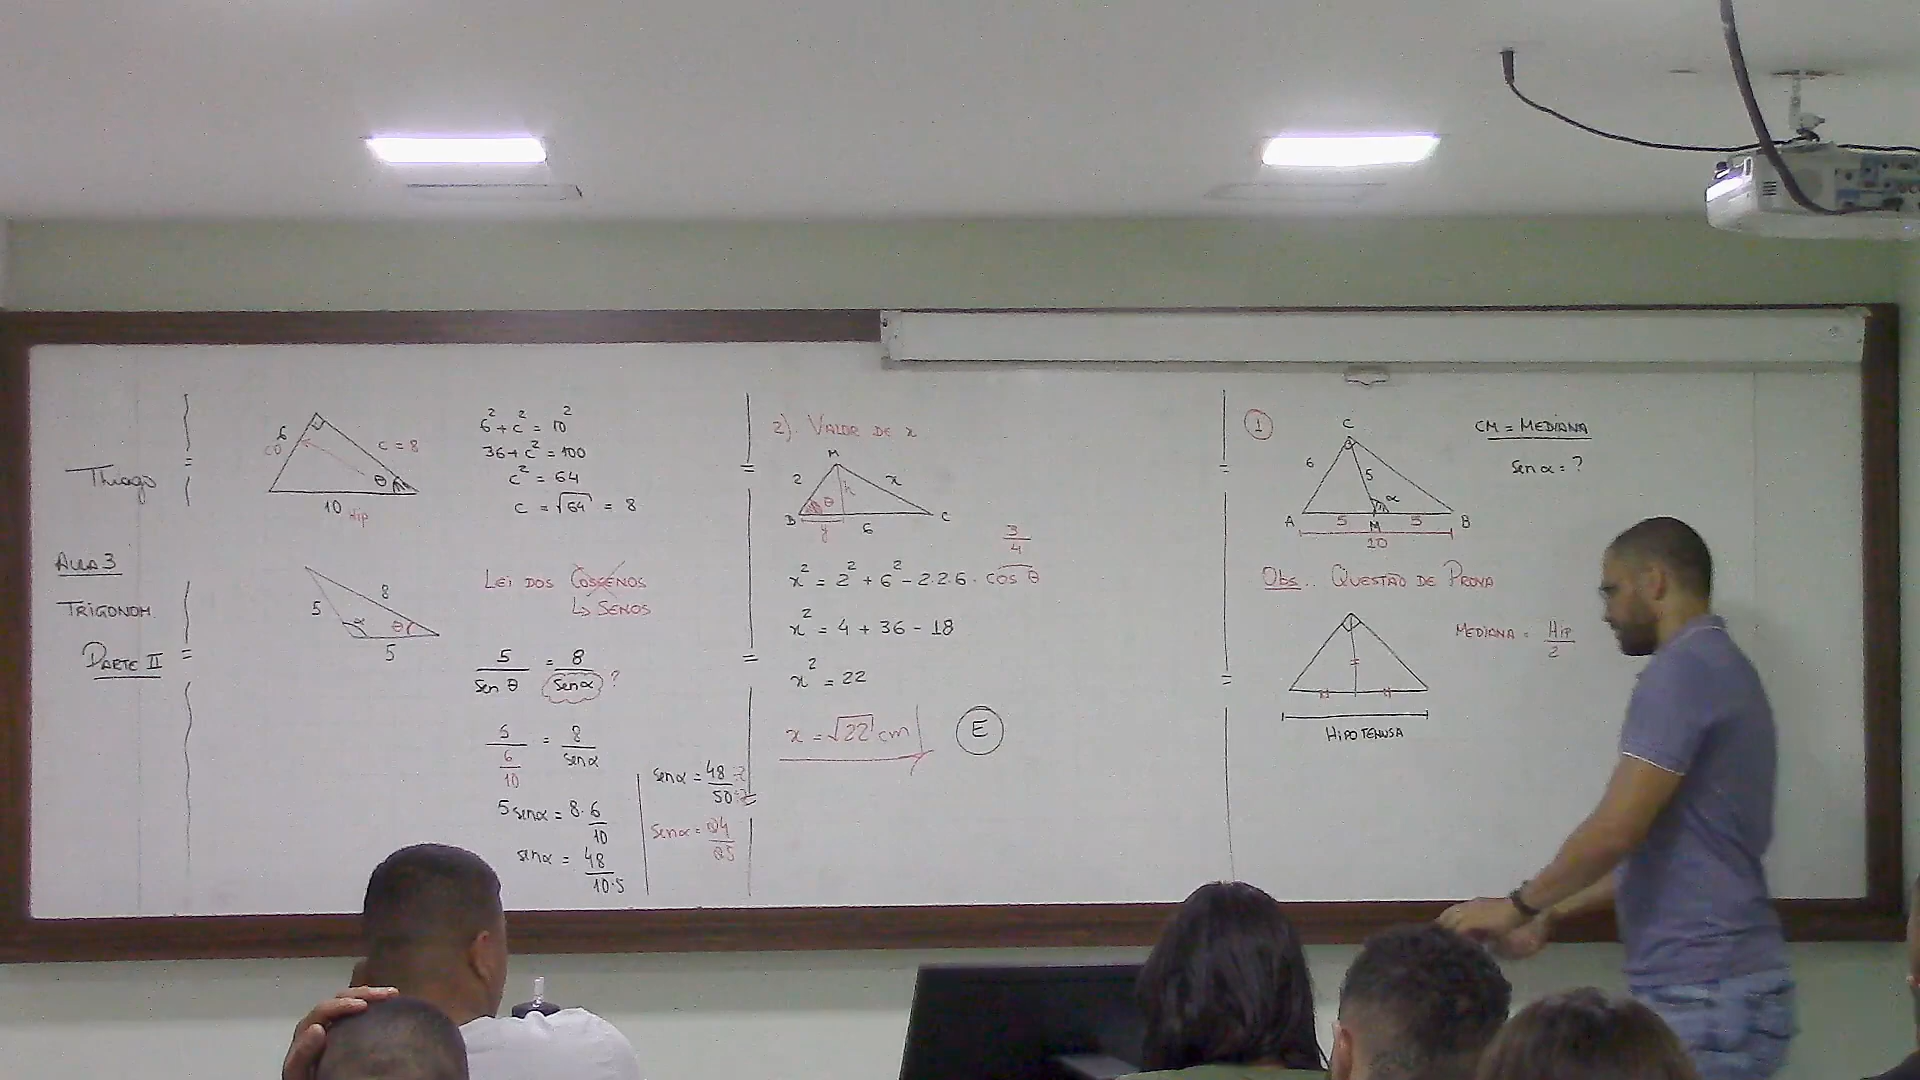 Thiago
Aula 3
Trigonom.
Parte II
6
CO
c = 8
θ
10 Hip
6² + c² = 10²
36 + c² = 100
c² = 64
c = √64 = 8
5
8
α
θ
5
Lei dos Cossenos
↳ Senos
5/sen θ = 8/sen α ?
5/(6/10) = 8/sen α
5 sen α = 8·6/10
sen α = 48/10·5
sen α = 48/50 ÷2 ÷2
sen α = 24/25
2). Valor de x
M
2
h
x
θ
B
y
6
C
3/4
x² = 2² + 6² - 2.2.6 . cos θ
x² = 4 + 36 - 18
x² = 22
x = √22 cm
E
1
C
6
5
α
A
5
M
5
B
10
CM = Mediana
sen α = ?
Obs.. Questão de Prova
Mediana = Hip/2
Hipotenusa